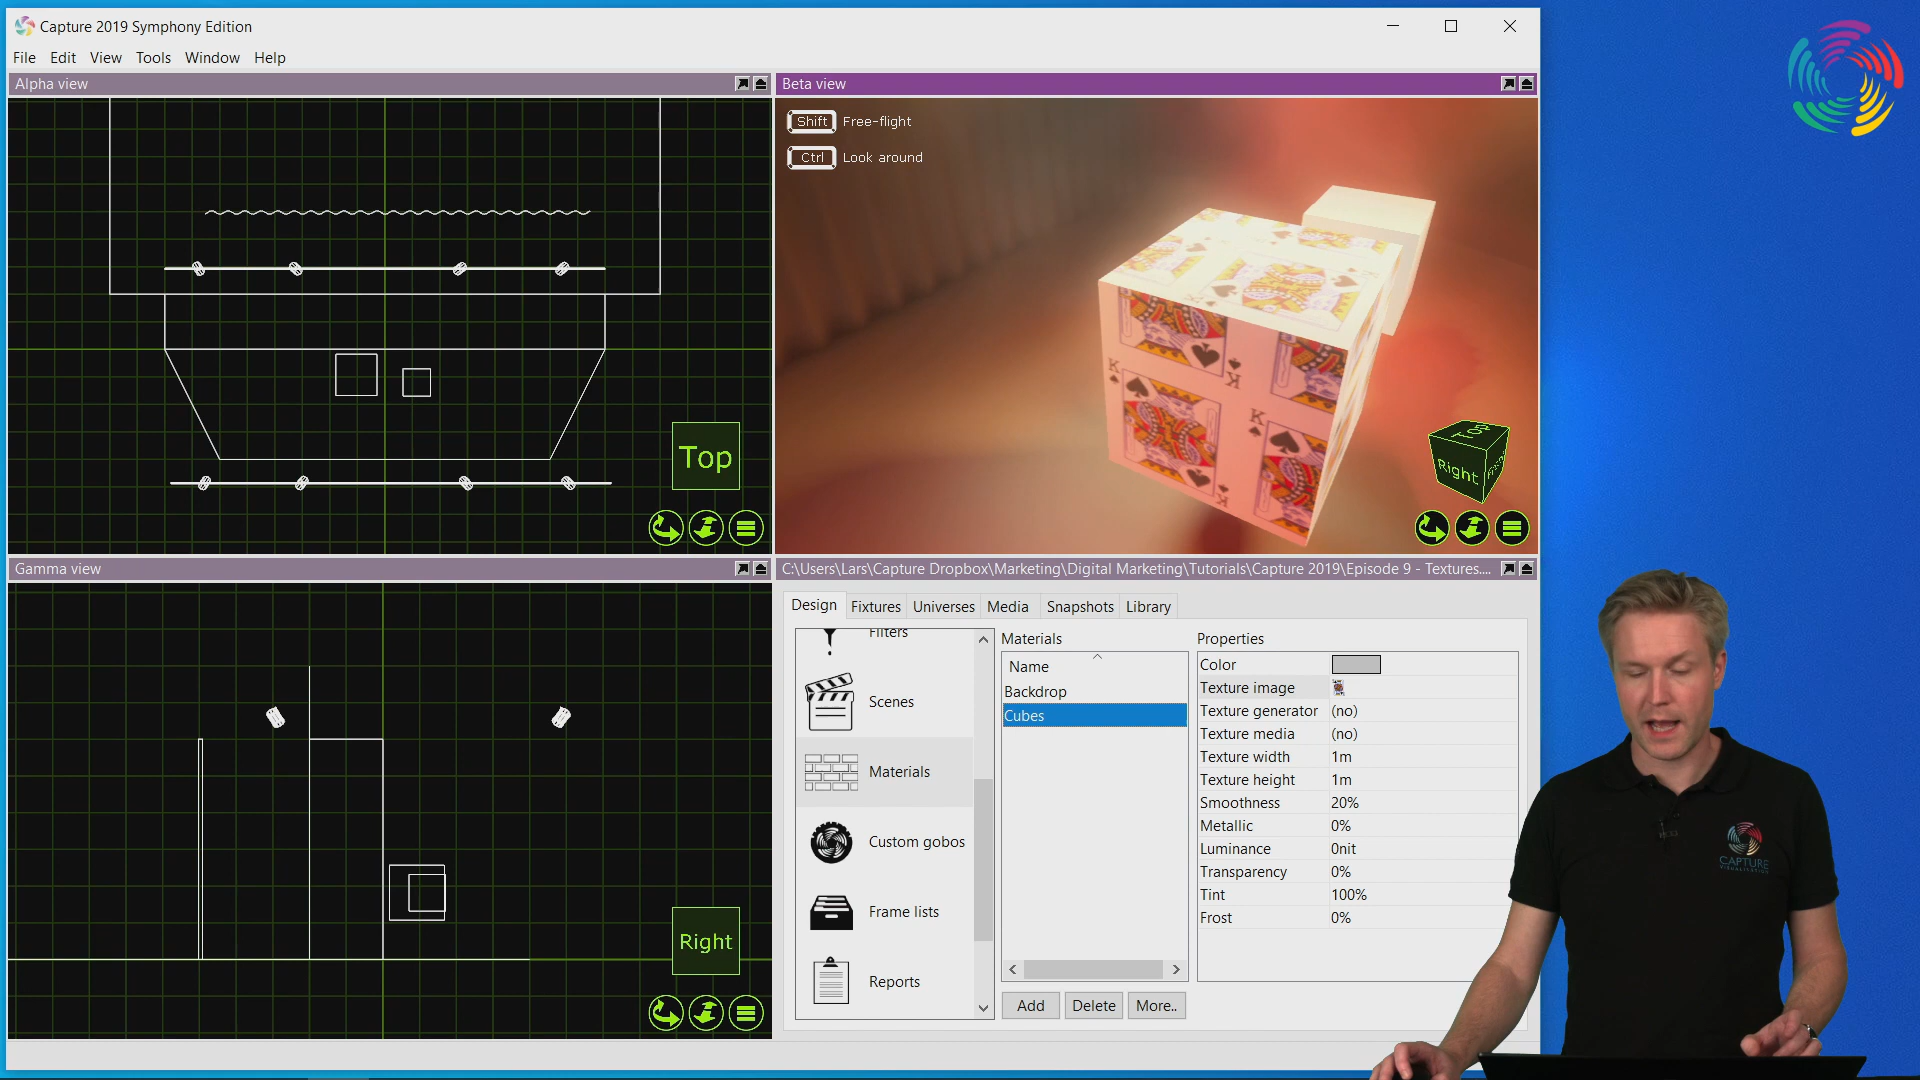 Capture 2019 Symphony Edition
File Edit View Tools Window Help
Alpha view
Top
Beta view
Shift Free-flight
Ctrl Look around
K
K
K
K
Top
Right
Gamma view
Right
C:\Users\Lars\Capture Dropbox\Marketing\Digital Marketing\Tutorials\Capture 2019\Episode 9 - Textures....
Design Fixtures Universes Media Snapshots Library
Filters
Scenes
Materials
Custom gobos
Frame lists
Reports
Materials
Name
Backdrop
Cubes
Add Delete More..
Properties
Color
Texture image
Texture generator (no)
Texture media (no)
Texture width 1m
Texture height 1m
Smoothness 20%
Metallic 0%
Luminance 0nit
Transparency 0%
Tint 100%
Frost 0%
CAPTURE